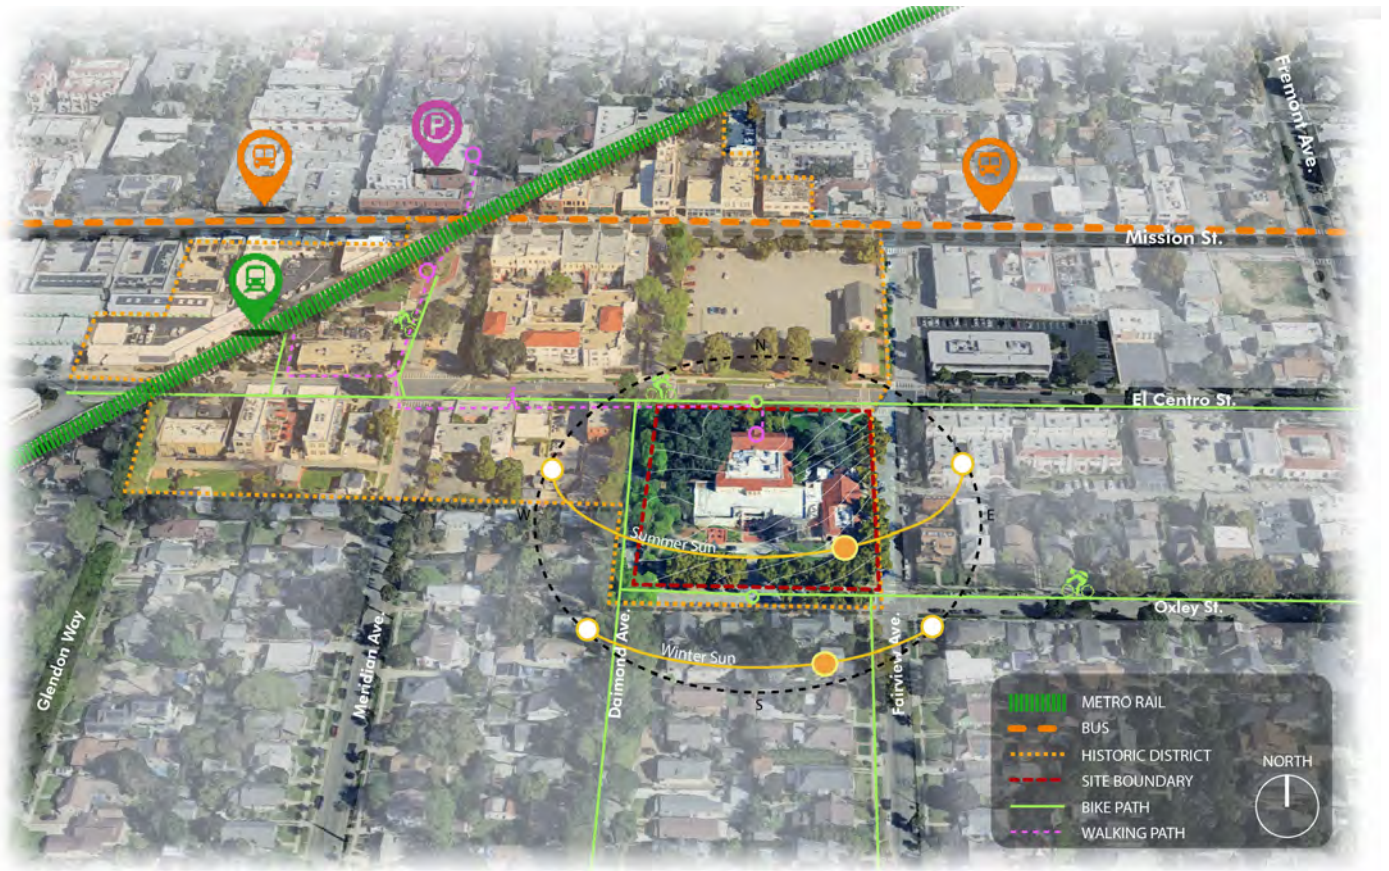 P
Fremont Ave.
Mission St.
N
El Centro St.
W
E
Summer Sun
Oxley St.
Glendon Way
Meridian Ave.
Daimond Ave.
Winter Sun
Fairview Ave.
S
METRO RAIL
BUS
HISTORIC DISTRICT
SITE BOUNDARY
BIKE PATH
WALKING PATH
NORTH